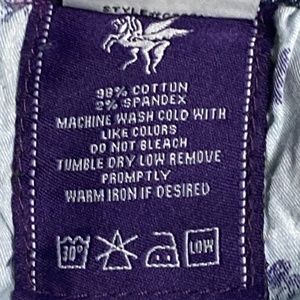 98% COTTON
2% SPANDEX
MACHINE WASH COLD WITH
LIKE COLORS
DO NOT BLEACH
TUMBLE DRY LOW REMOVE
PROMPTLY
WARM IRON IF DESIRED
30° LOW